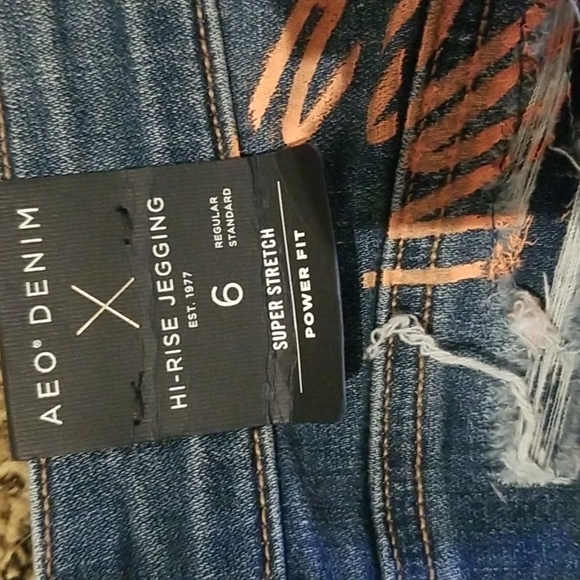 AEO® DENIM
HI-RISE JEGGING
EST. 1977
6
REGULAR
STANDARD
SUPER STRETCH
POWER FIT